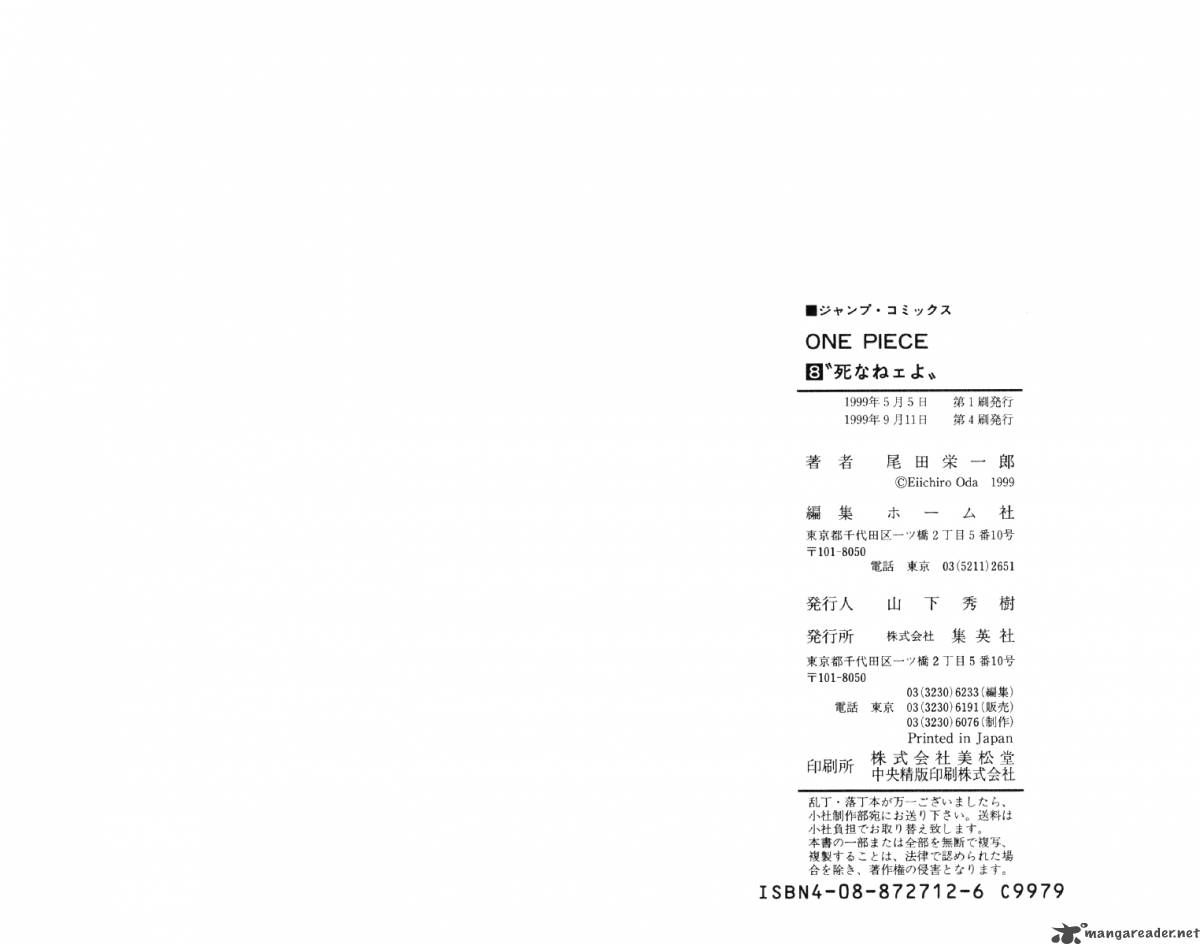 ■ジャンプ・コミックス
ONE PIECE
8〝死なねェよ〟
1999年5月5日 第1刷発行
1999年9月11日 第4刷発行
著者 尾田栄一郎
©Eiichiro Oda 1999
編集 ホーム社
東京都千代田区一ツ橋2丁目5番10号
〒101-8050
電話 東京 03(5211)2651
発行人 山下秀樹
発行所 株式会社 集英社
東京都千代田区一ツ橋2丁目5番10号
〒101-8050
03(3230)6233(編集)
電話 東京 03(3230)6191(販売)
03(3230)6076(制作)
Printed in Japan
印刷所 株式会社美松堂
中央精版印刷株式会社
乱丁・落丁本が万一ございましたら、
小社制作部宛にお送り下さい。送料は
小社負担でお取り替え致します。
本書の一部または全部を無断で複写、
複製することは、法律で認められた場
合を除き、著作権の侵害となります。
ISBN4-08-872712-6 C9979
mangareader.net